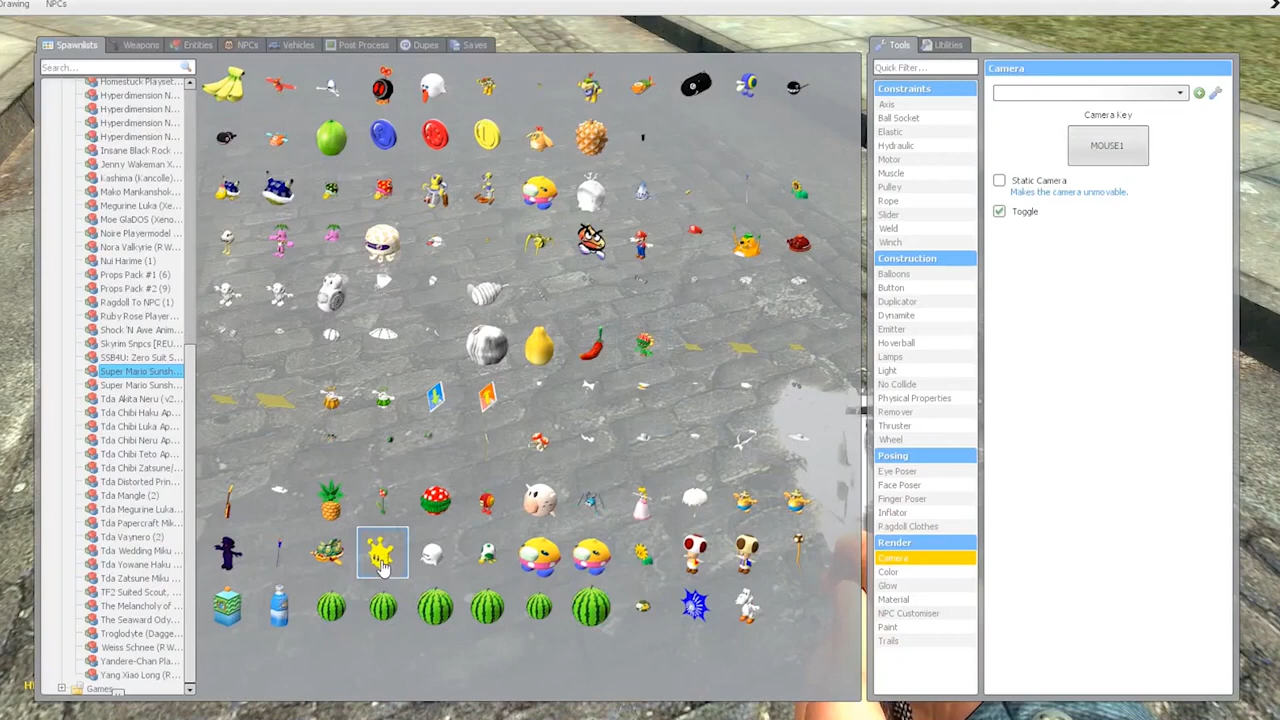 Drawing NPCs
Spawnlists Weapons Entities NPCs Vehicles Post Process Dupes Saves
Search...
Homestuck Playset...
Hyperdimension N...
Hyperdimension N...
Hyperdimension N...
Hyperdimension N...
Insane Black Rock ...
Jenny Wakeman X...
Kashima (Kancolle)...
Mako Mankanshok...
Megurine Luka (Xe...
Moe GlaDOS (Xeno...
Noire Playermodel ...
Nora Valkyrie (R W...
Nui Harime (1)
Props Pack #1 (6)
Props Pack #2 (9)
Ragdoll To NPC (1)
Ruby Rose Player...
Shock 'N Awe Anim...
Skyrim Snpcs [REU...
SSB4U: Zero Suit S...
Super Mario Sunsh...
Super Mario Sunsh...
Tda Akita Neru (v2...
Tda Chibi Haku Ap...
Tda Chibi Luka Ap...
Tda Chibi Neru Ap...
Tda Chibi Teto Ap...
Tda Chibi Zatsune/...
Tda Distorted Prin...
Tda Mangle (2)
Tda Megurine Luka...
Tda Papercraft Mik...
Tda Vaynero (2)
Tda Wedding Miku ...
Tda Yowane Haku ...
Tda Zatsune Miku ...
TF2 Suited Scout, ...
The Melancholy of ...
The Seaward Ody...
Troglodyte (Dagge...
Weiss Schnee (R W...
Yandere-Chan Pla...
Yang Xiao Long (R...
Games
Tools Utilities
Quick Filter...
Constraints
Axis
Ball Socket
Elastic
Hydraulic
Motor
Muscle
Pulley
Rope
Slider
Weld
Winch
Construction
Balloons
Button
Duplicator
Dynamite
Emitter
Hoverball
Lamps
Light
No Collide
Physical Properties
Remover
Thruster
Wheel
Posing
Eye Poser
Face Poser
Finger Poser
Inflator
Ragdoll Clothes
Render
Camera
Color
Glow
Material
NPC Customiser
Paint
Trails
Camera
Camera Key
MOUSE1
Static Camera
Makes the camera unmovable.
Toggle